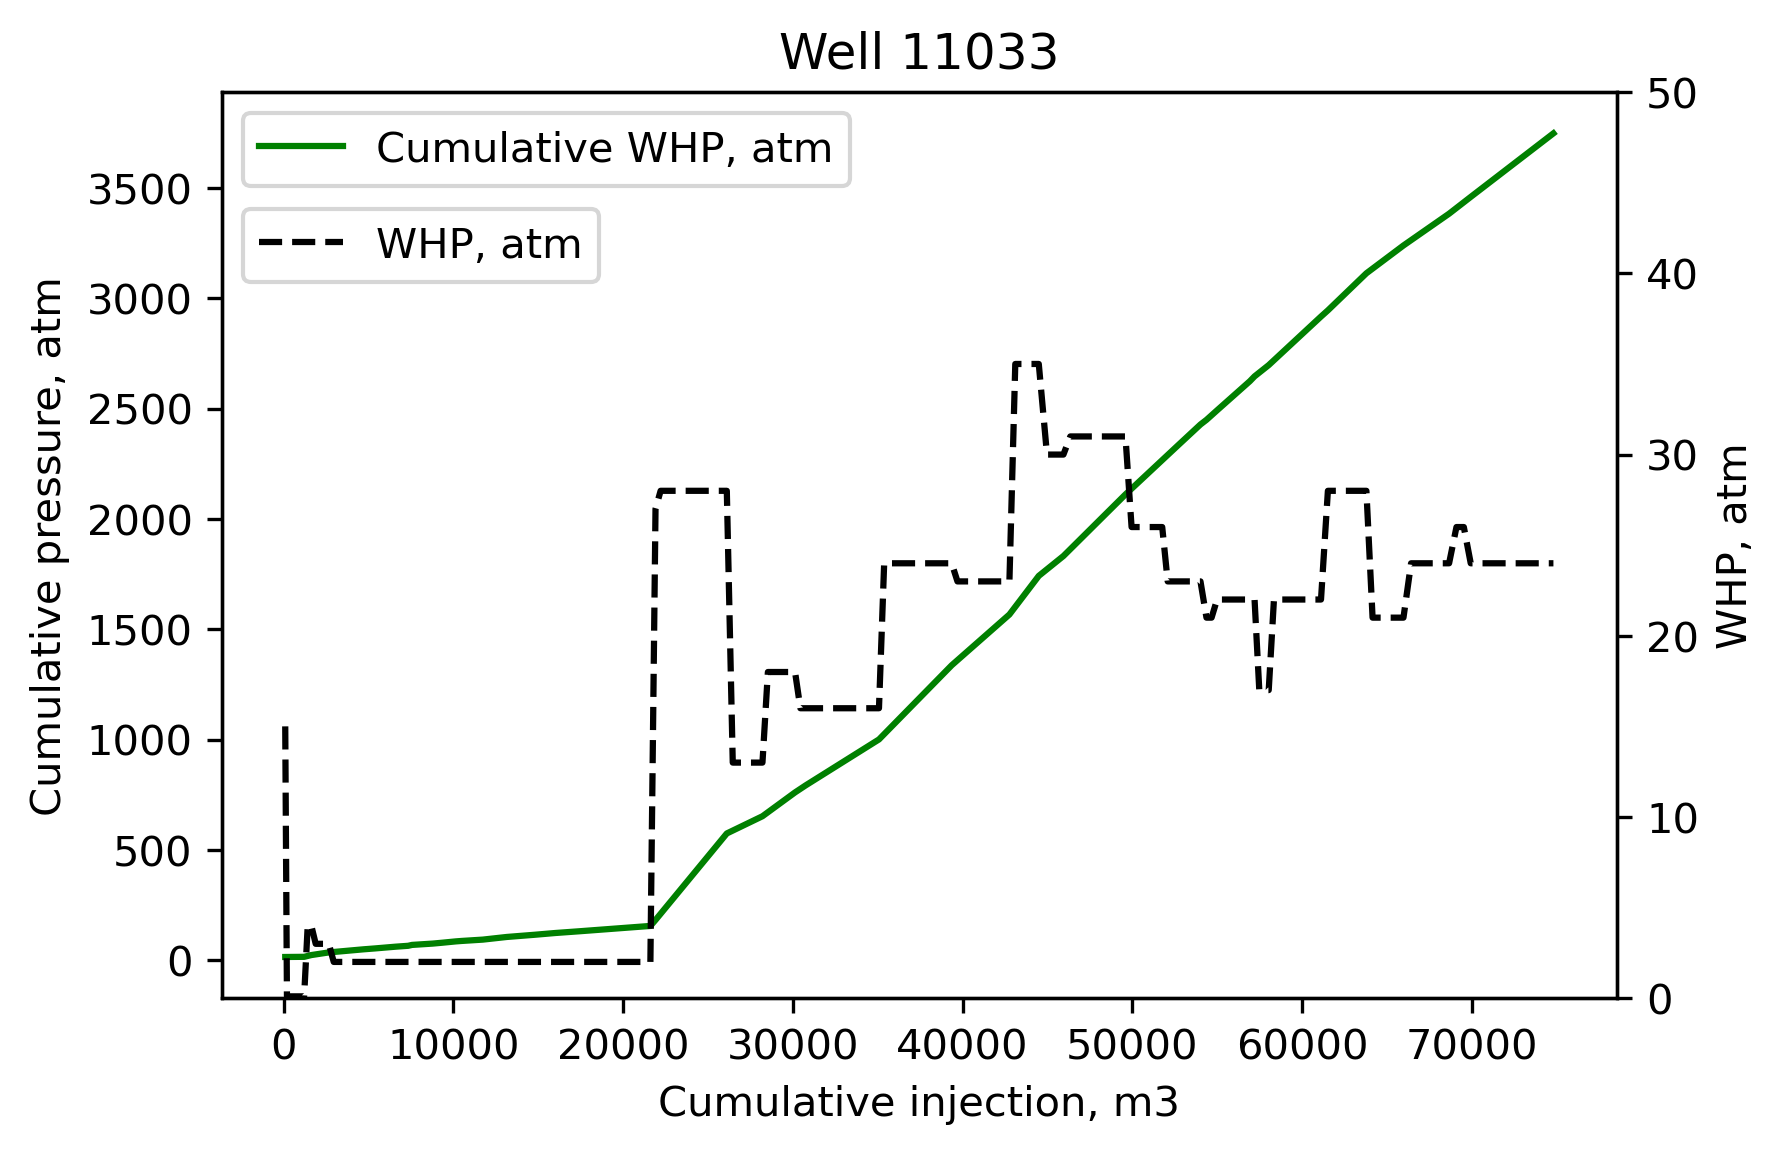 Well 11033
Cumulative WHP, atm
WHP, atm
Cumulative pressure, atm
3500
3000
2500
2000
1500
1000
500
0
50
40
30
20
10
0
WHP, atm
0 10000 20000 30000 40000 50000 60000 70000
Cumulative injection, m3